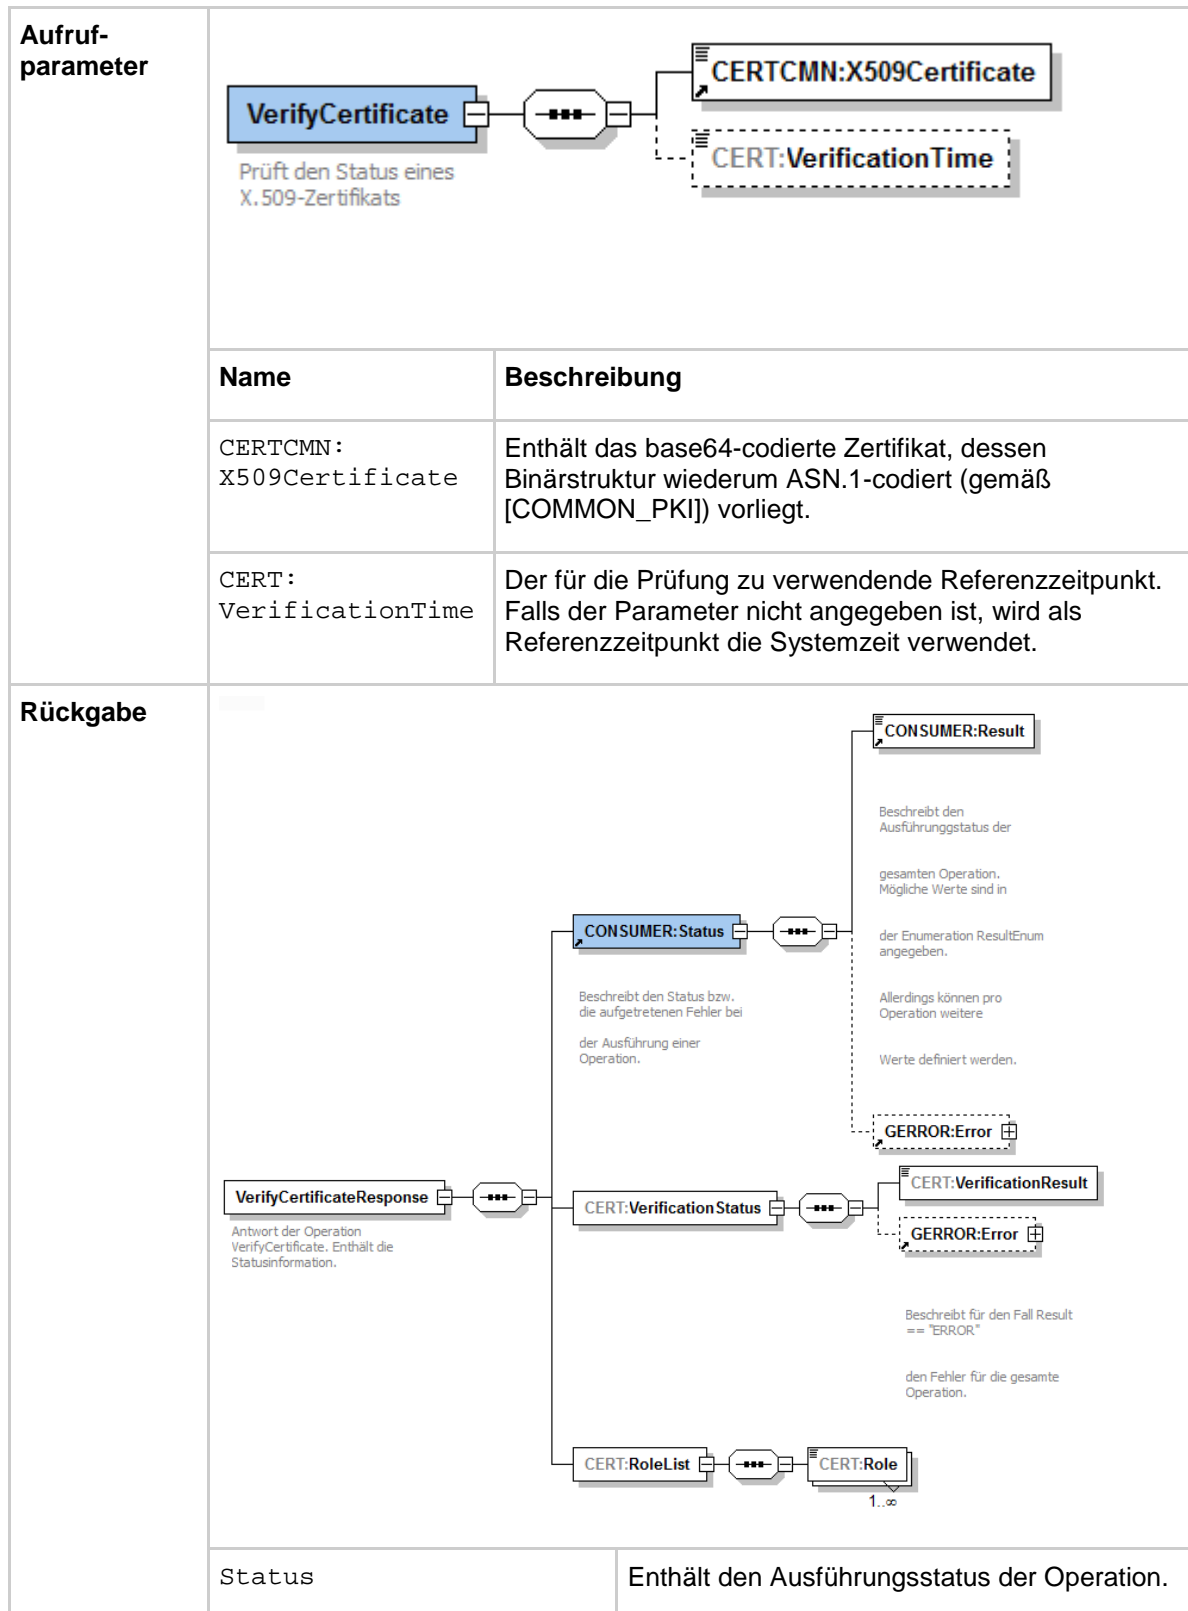 Aufruf-
parameter
VerifyCertificate
Prüft den Status eines
X.509-Zertifikats
CERTCMN:X509Certificate
CERT:VerificationTime
Name
Beschreibung
CERTCMN:
X509Certificate
Enthält das base64-codierte Zertifikat, dessen
Binärstruktur wiederum ASN.1-codiert (gemäß
[COMMON_PKI]) vorliegt.
CERT:
VerificationTime
Der für die Prüfung zu verwendende Referenzzeitpunkt.
Falls der Parameter nicht angegeben ist, wird als
Referenzzeitpunkt die Systemzeit verwendet.
Rückgabe
VerifyCertificateResponse
Antwort der Operation
VerifyCertificate. Enthält die
Statusinformation.
CONSUMER:Status
Beschreibt den Status bzw.
die aufgetretenen Fehler bei
der Ausführung einer
Operation.
CONSUMER:Result
Beschreibt den
Ausführunggstatus der
gesamten Operation.
Mögliche Werte sind in
der Enumeration ResultEnum
angegeben.
Allerdings können pro
Operation weitere
Werte definiert werden.
GERROR:Error
CERT:VerificationStatus
CERT:VerificationResult
GERROR:Error
Beschreibt für den Fall Result
== "ERROR"
den Fehler für die gesamte
Operation.
CERT:RoleList
CERT:Role
1..∞
Status
Enthält den Ausführungsstatus der Operation.